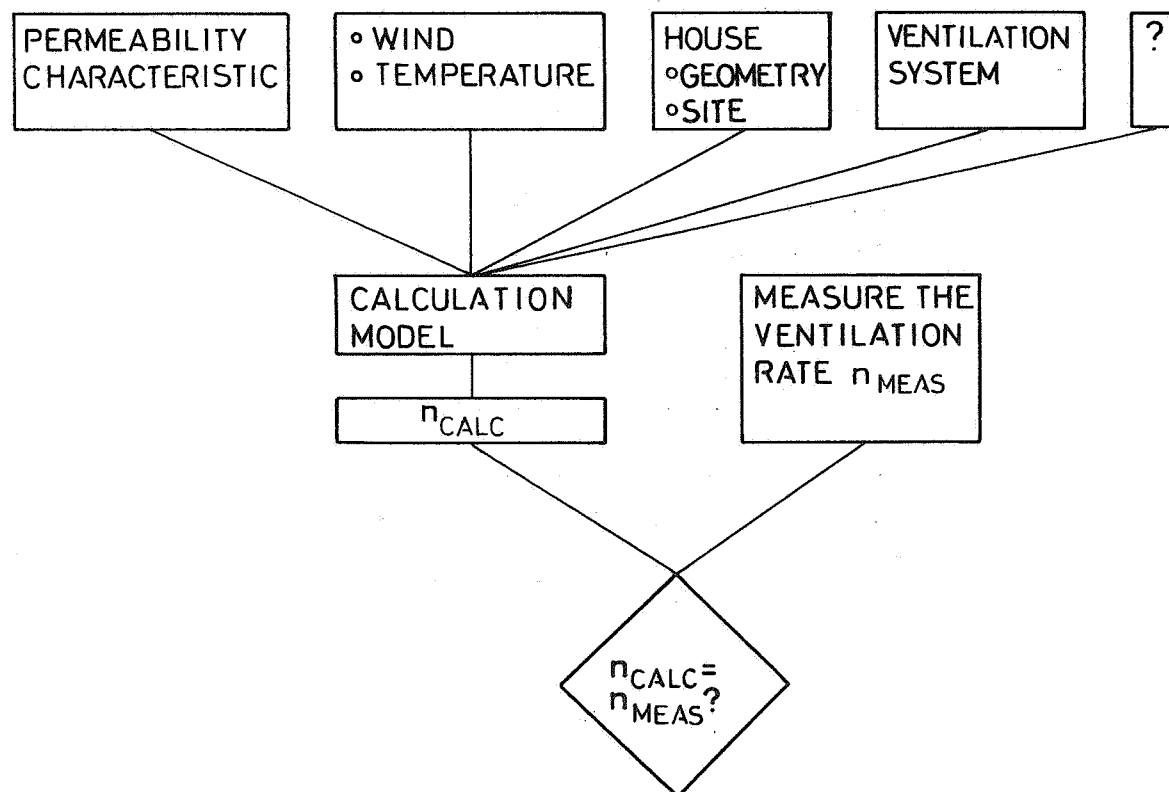 PERMEABILITY
CHARACTERISTIC
∘ WIND
∘ TEMPERATURE
HOUSE
∘GEOMETRY
∘SITE
VENTILATION
SYSTEM
?
CALCULATION
MODEL
MEASURE THE
VENTILATION
RATE n MEAS
n CALC
n CALC =
n MEAS ?